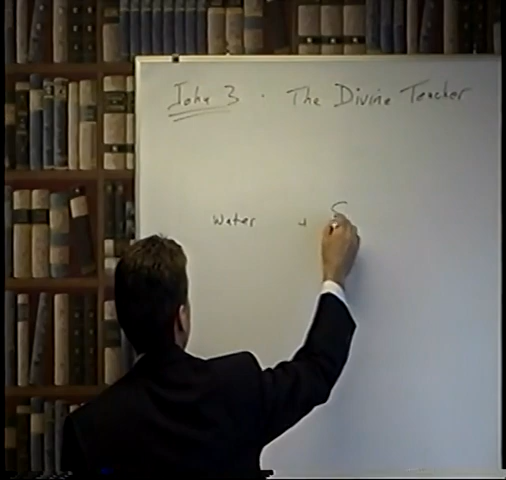 John 3 - The Divine Teacher
Water + S